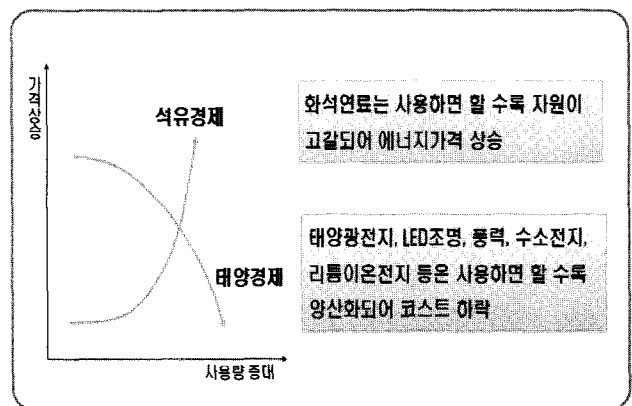 가격상승
석유경제
태양경제
사용량 증대
화석연료는 사용하면 할 수록 자원이
고갈되어 에너지가격 상승
태양광전지, LED조명, 풍력, 수소전지,
리튬이온전지 등은 사용하면 할 수록
양산화되어 코스트 하락